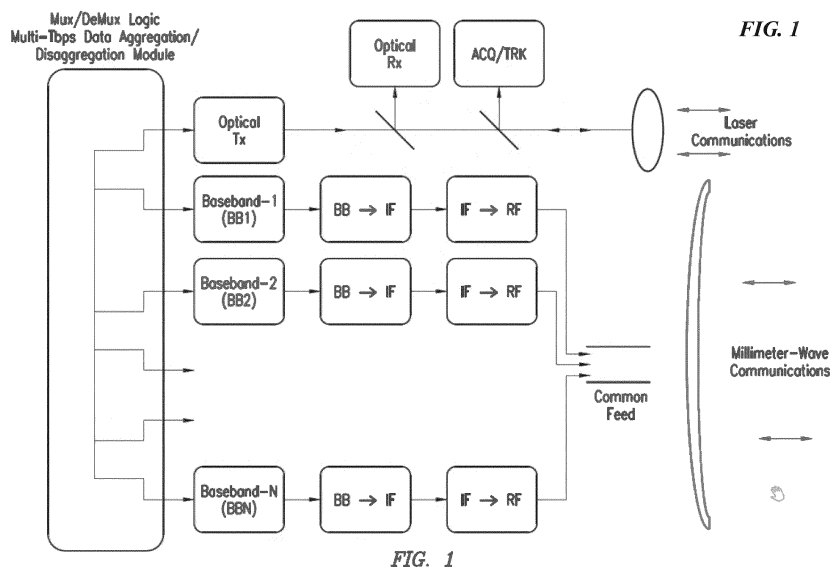 Mux/DeMux Logic
Multi-Tbps Data Aggregation/
Disaggregation Module
FIG. 1
Optical
Rx
ACQ/TRK
Optical
Tx
Laser
Communications
Baseband-1
(BB1)
BB → IF
IF → RF
Baseband-2
(BB2)
BB → IF
IF → RF
Millimeter-Wave
Communications
Common
Feed
Baseband-N
(BBN)
BB → IF
IF → RF
FIG. 1